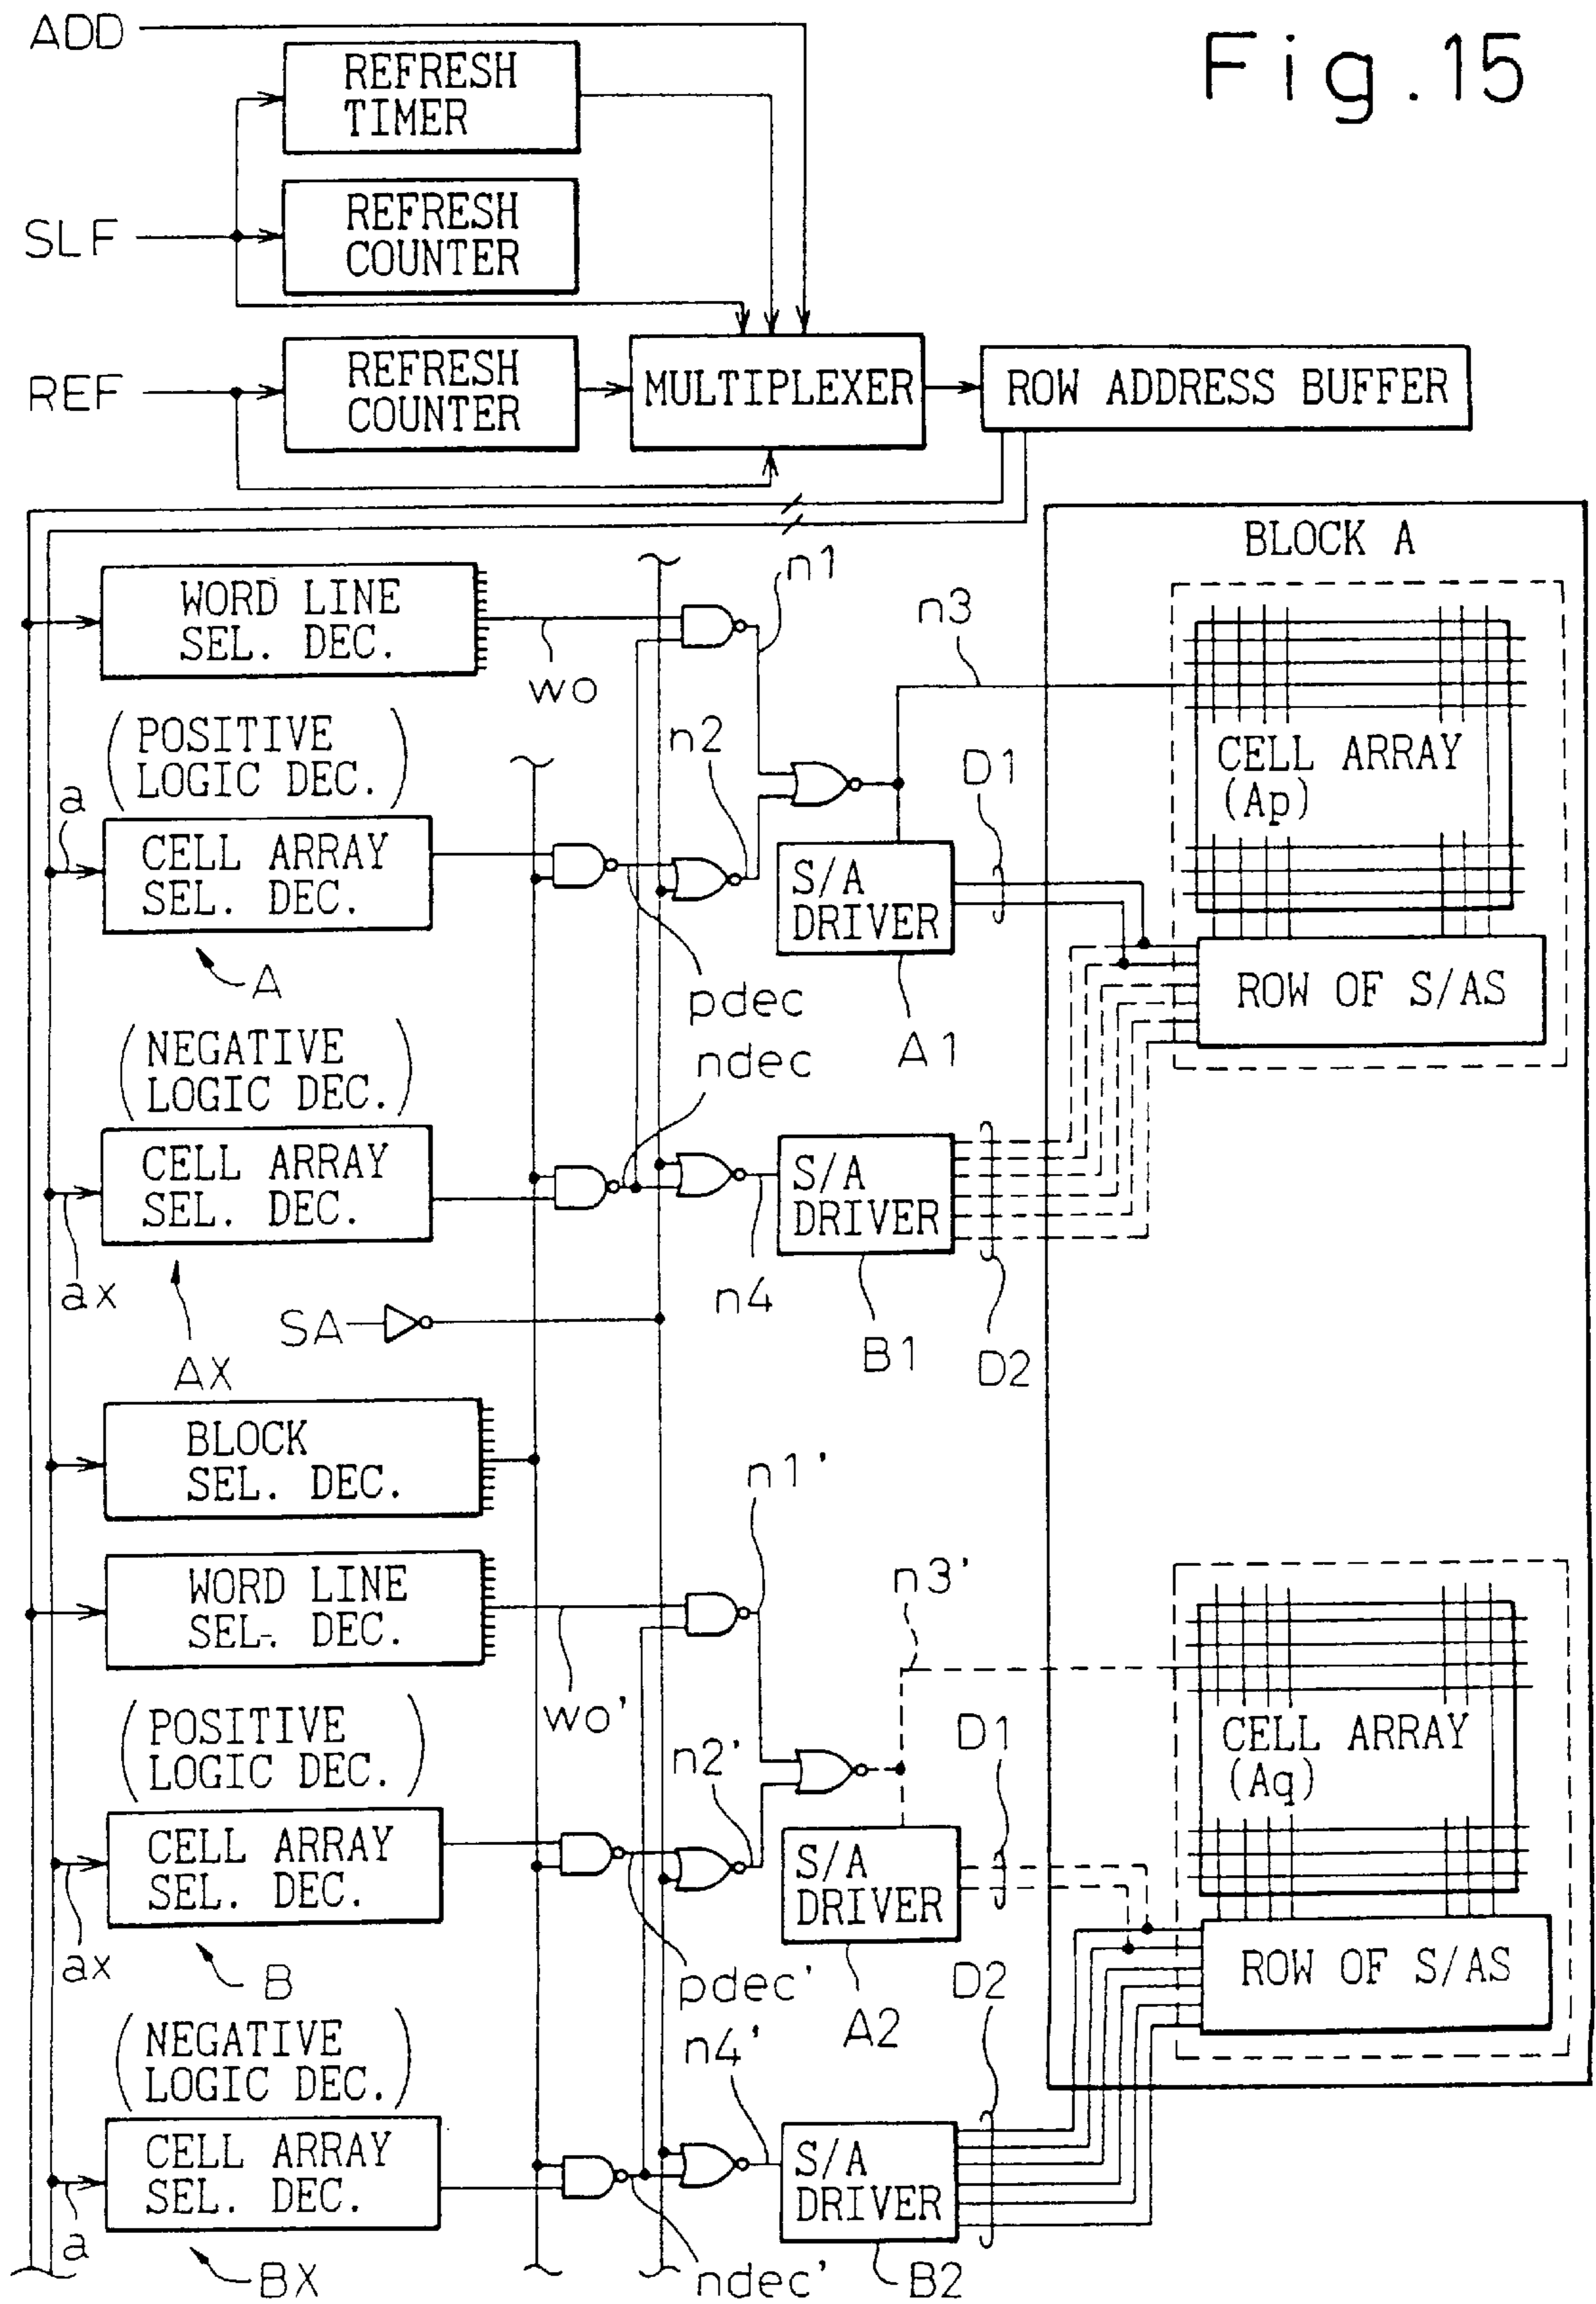 Fig.15
ADD
REFRESH
TIMER
SLF
REFRESH
COUNTER
REF
REFRESH
COUNTER
MULTIPLEXER
ROW ADDRESS BUFFER
BLOCK A
WORD LINE
SEL. DEC.
wo
n1
n3
(POSITIVE
LOGIC DEC.)
n2
D1
CELL ARRAY
(Ap)
a
CELL ARRAY
SEL. DEC.
S/A
DRIVER
A
pdec
A1
ROW OF S/AS
(NEGATIVE
LOGIC DEC.)
ndec
CELL ARRAY
SEL. DEC.
S/A
DRIVER
ax
n4
SA
B1
D2
AX
BLOCK
SEL. DEC.
n1'
WORD LINE
SEL. DEC.
n3'
wo'
(POSITIVE
LOGIC DEC.)
n2'
D1
CELL ARRAY
(Aq)
CELL ARRAY
SEL. DEC.
S/A
DRIVER
ax
B
pdec'
A2
D2
ROW OF S/AS
(NEGATIVE
LOGIC DEC.)
n4'
CELL ARRAY
SEL. DEC.
S/A
DRIVER
a
BX
ndec'
B2